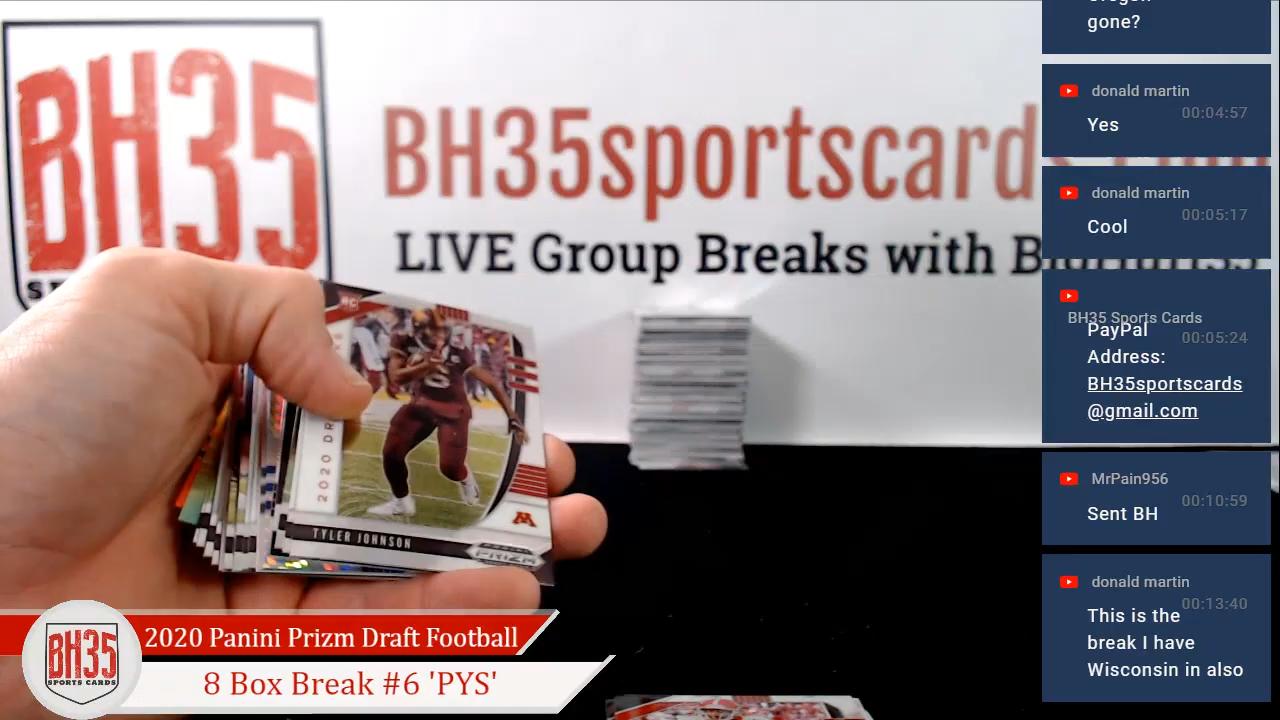 BH35
BH35sportscard
LIVE Group Breaks with B
RC
2020 DR
TYLER JOHNSON
PANINI
PRIZM
M
BH35
SPORTS CARDS
2020 Panini Prizm Draft Football
8 Box Break #6 'PYS'
gone?
donald martin
00:04:57
Yes
donald martin
00:05:17
Cool
BH35 Sports Cards
00:05:24
PayPal
Address:
BH35sportscards
@gmail.com
MrPain956
00:10:59
Sent BH
donald martin
00:13:40
This is the
break I have
Wisconsin in also